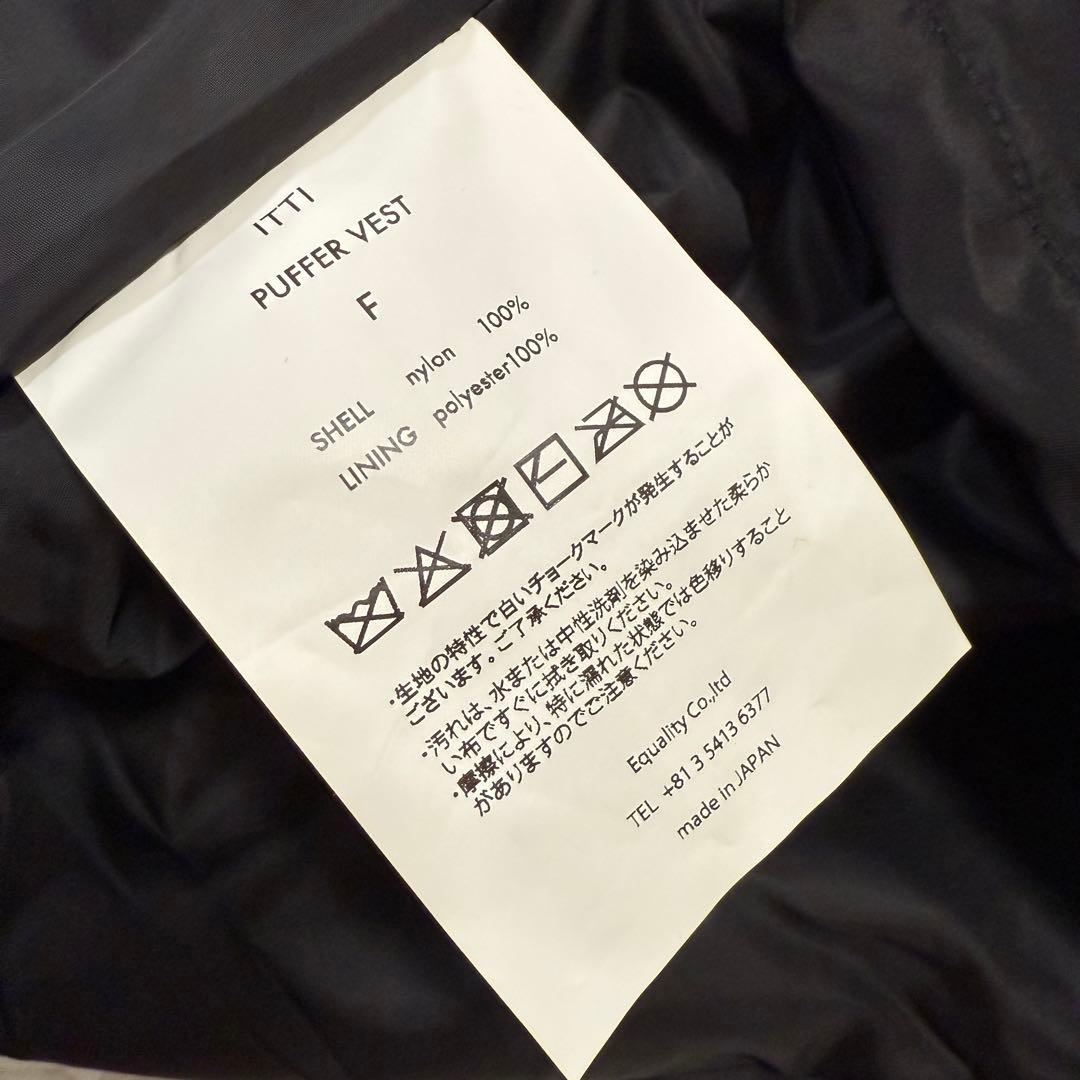 ITTI
PUFFER VEST
F
SHELL nylon 100%
LINING polyester100%
・生地の特性で白いチョークマークが発生することが
ございます。ご了承ください。
・汚れは、水または中性洗剤を染み込ませた柔らか
い布ですぐに拭き取りください。
・摩擦により、特に濡れた状態では色移りすること
がありますのでご注意ください。
Equality Co.,ltd
TEL +81 3 5413 6377
made in JAPAN